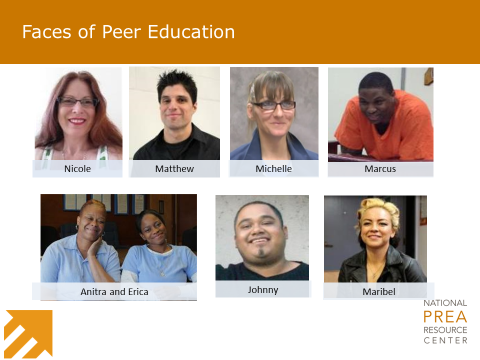 Faces of Peer Education
Nicole
Matthew
Michelle
Marcus
Anitra and Erica
Johnny
Maribel
NATIONAL
PREA
RESOURCE
CENTER